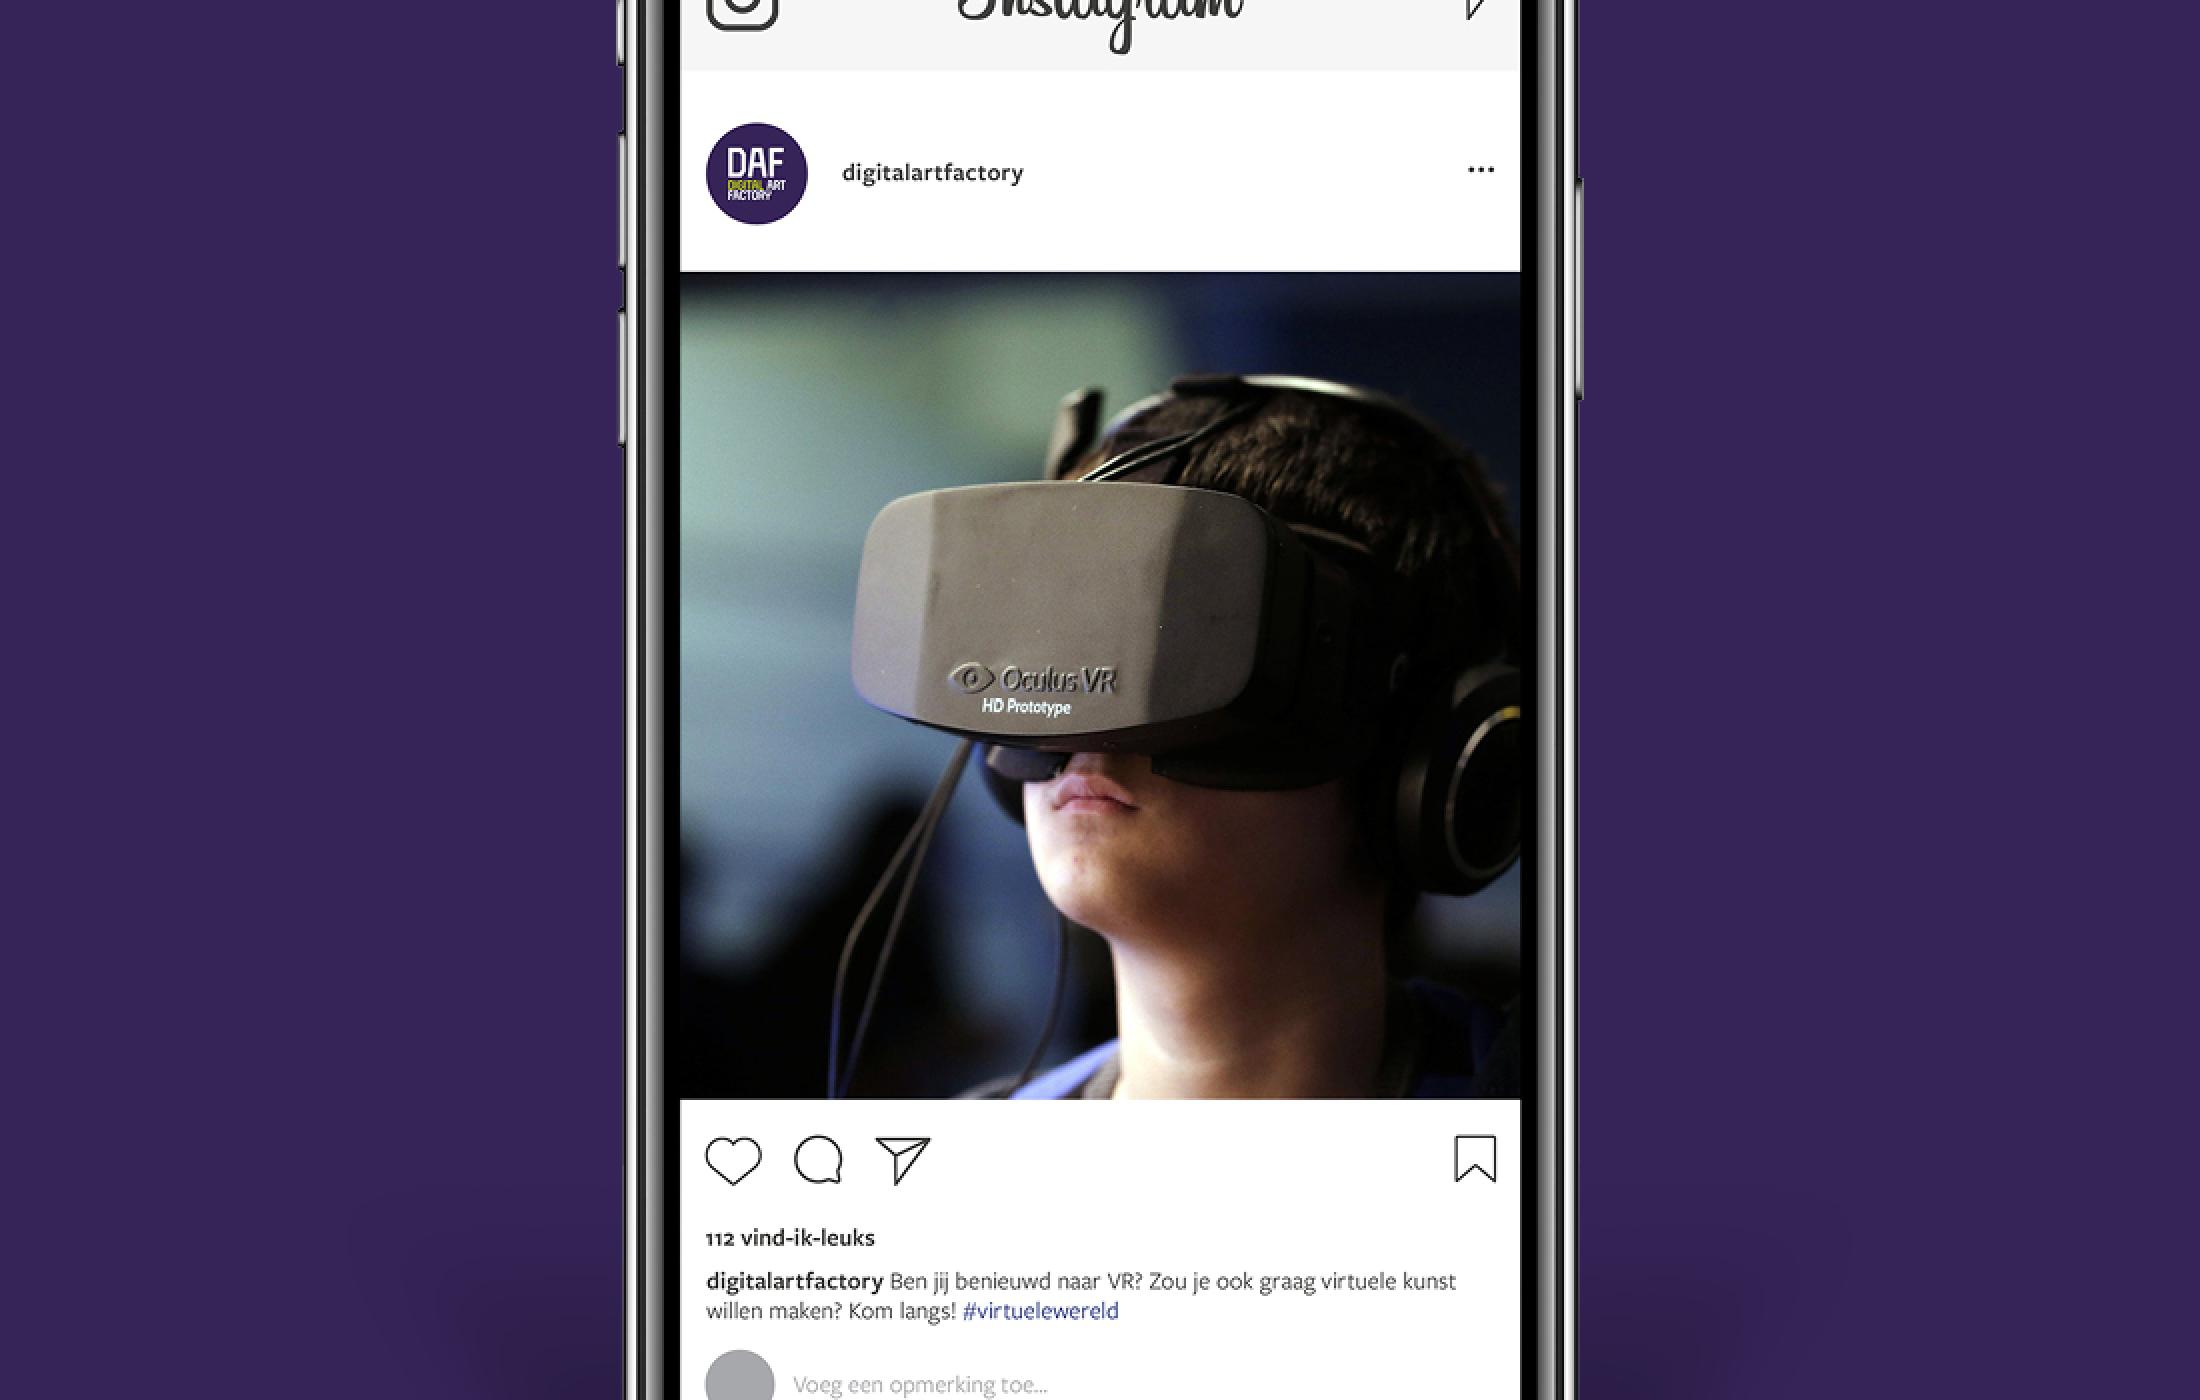 Instagram
DAF
DIGITAL ART
FACTORY
digitalartfactory
Oculus VR
HD Prototype
112 vind-ik-leuks
digitalartfactory Ben jij benieuwd naar VR? Zou je ook graag virtuele kunst
willen maken? Kom langs! #virtuelewereld
Voeg een opmerking toe...